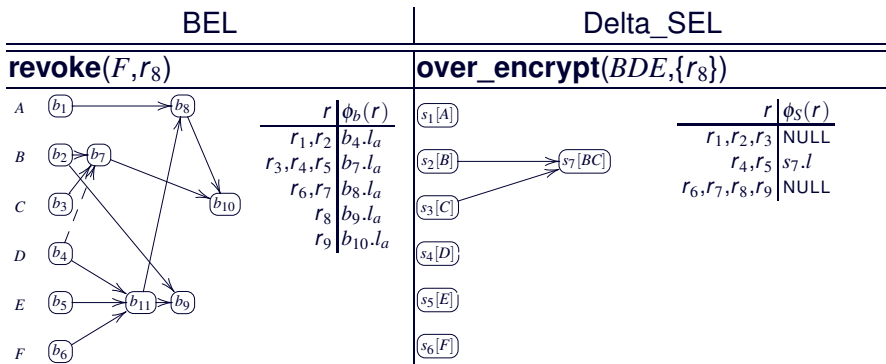 BEL Delta_SEL
revoke(F,r8) over_encrypt(BDE,{r8})
A b1 b8 r ϕb(r) s1[A] r ϕS(r)
r1,r2 b4.la r1,r2,r3 NULL
B b2 b7 r3,r4,r5 b7.la s2[B] s7[BC] r4,r5 s7.l
r6,r7 b8.la r6,r7,r8,r9 NULL
C b3 b10 r8 b9.la s3[C]
r9 b10.la
D b4 s4[D]
E b5 b11 b9 s5[E]
F b6 s6[F]